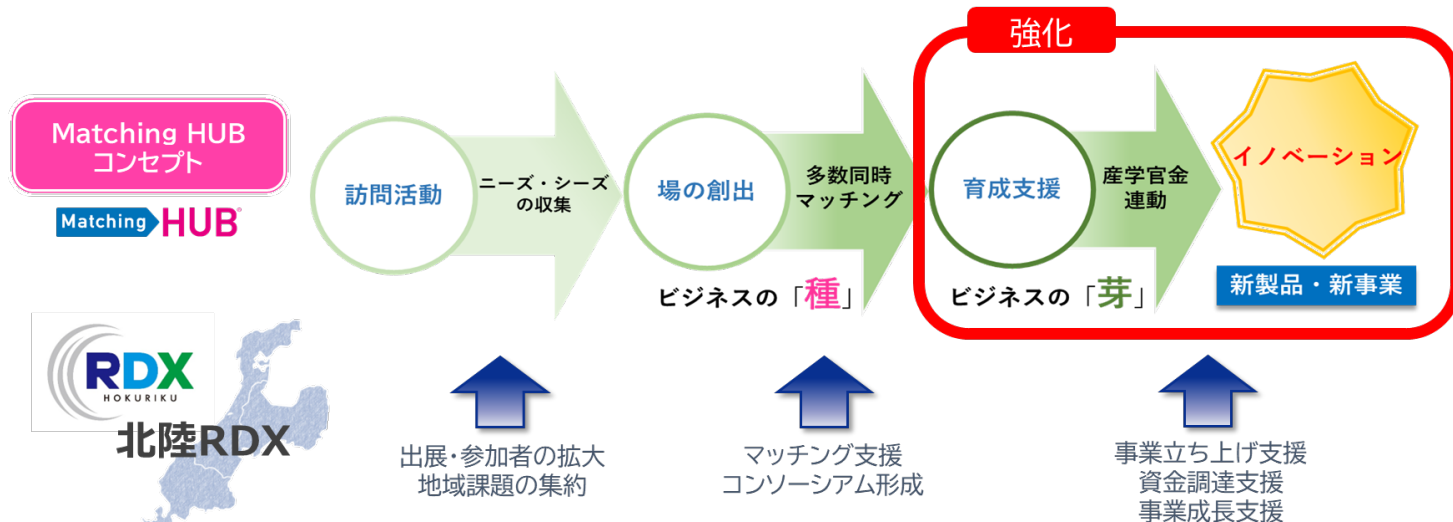 強化
Matching HUB
コンセプト
Matching HUB®
訪問活動
ニーズ・シーズ
の収集
場の創出
多数同時
マッチング
ビジネスの「種」
育成支援
産学官金
連動
ビジネスの「芽」
イノベーション
新製品・新事業
RDX
HOKURIKU
北陸RDX
出展・参加者の拡大
地域課題の集約
マッチング支援
コンソーシアム形成
事業立ち上げ支援
資金調達支援
事業成長支援